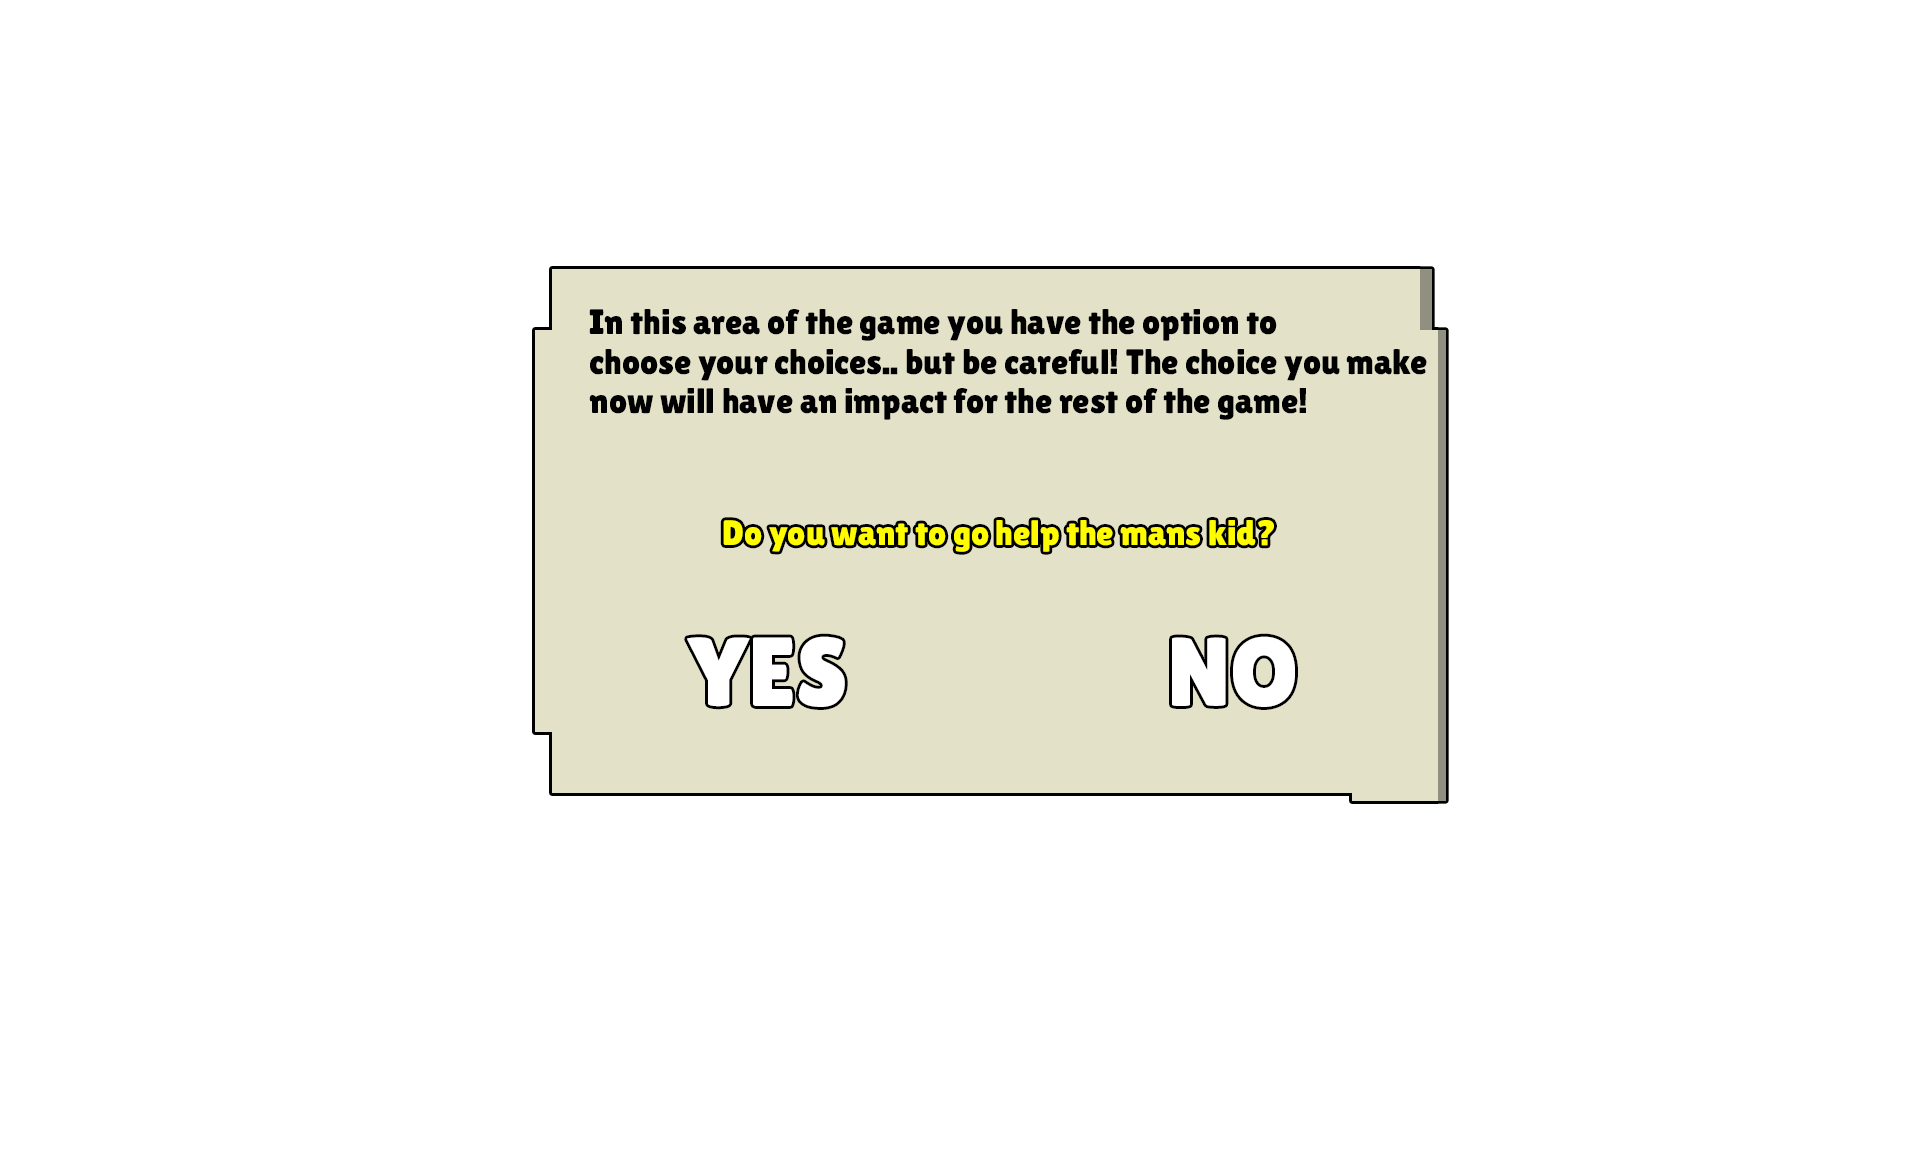 In this area of the game you have the option to
choose your choices.. but be careful! The choice you make
now will have an impact for the rest of the game!
Do you want to go help the mans kid?
YES NO